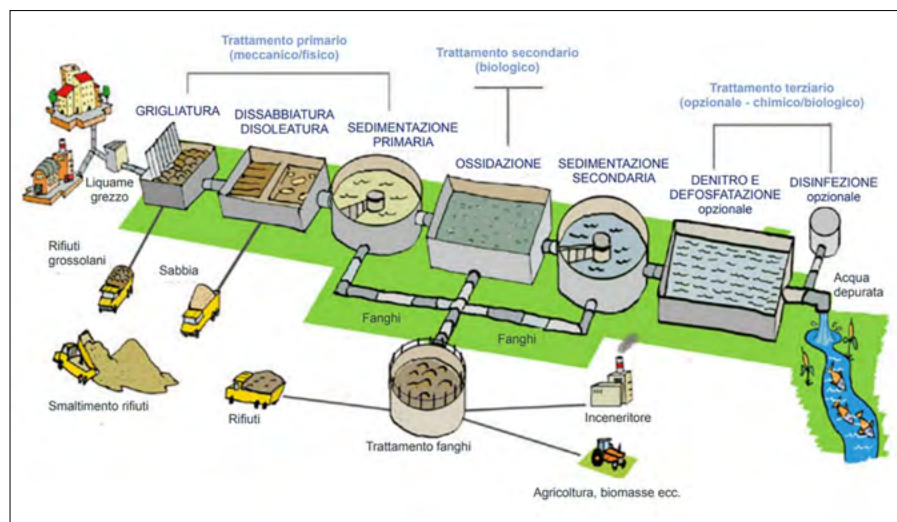 Trattamento primario
(meccanico/fisico)
Trattamento secondario
(biologico)
Trattamento terziario
(opzionale - chimico/biologico)
GRIGLIATURA
DISSABBIATURA
DISOLEATURA
SEDIMENTAZIONE
PRIMARIA
OSSIDAZIONE
SEDIMENTAZIONE
SECONDARIA
DENITRO E
DEFOSFATAZIONE
opzionale
DISINFEZIONE
opzionale
Liquame
grezzo
Rifiuti
grossolani
Sabbia
Fanghi
Fanghi
Acqua
depurata
Smaltimento rifiuti
Rifiuti
Trattamento fanghi
Inceneritore
Agricoltura, biomasse ecc.